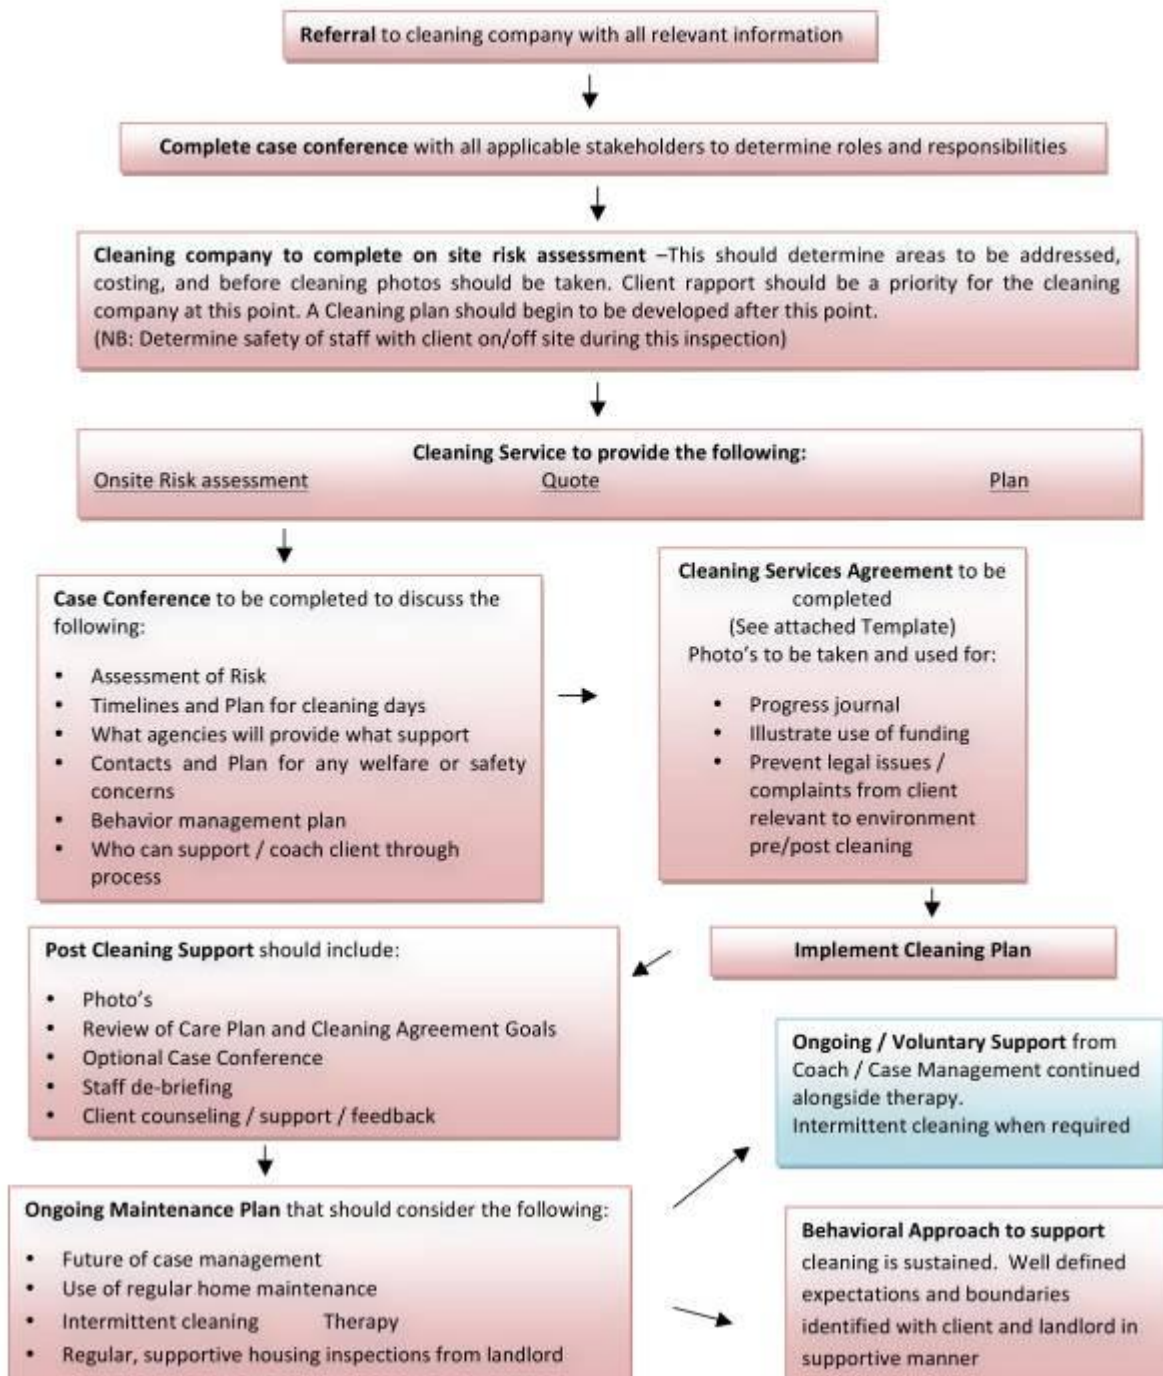 Referral to cleaning company with all relevant information
Complete case conference with all applicable stakeholders to determine roles and responsibilities
Cleaning company to complete on site risk assessment –This should determine areas to be addressed,
costing, and before cleaning photos should be taken. Client rapport should be a priority for the cleaning
company at this point. A Cleaning plan should begin to be developed after this point.
(NB: Determine safety of staff with client on/off site during this inspection)
Cleaning Service to provide the following:
Onsite Risk assessment Quote Plan
Case Conference to be completed to discuss the
following:
• Assessment of Risk
• Timelines and Plan for cleaning days
• What agencies will provide what support
• Contacts and Plan for any welfare or safety
concerns
• Behavior management plan
• Who can support / coach client through
process
Cleaning Services Agreement to be
completed
(See attached Template)
Photo's to be taken and used for:
• Progress journal
• Illustrate use of funding
• Prevent legal issues /
complaints from client
relevant to environment
pre/post cleaning
Implement Cleaning Plan
Post Cleaning Support should include:
• Photo's
• Review of Care Plan and Cleaning Agreement Goals
• Optional Case Conference
• Staff de-briefing
• Client counseling / support / feedback
Ongoing / Voluntary Support from
Coach / Case Management continued
alongside therapy.
Intermittent cleaning when required
Ongoing Maintenance Plan that should consider the following:
• Future of case management
• Use of regular home maintenance
• Intermittent cleaning Therapy
• Regular, supportive housing inspections from landlord
Behavioral Approach to support
cleaning is sustained. Well defined
expectations and boundaries
identified with client and landlord in
supportive manner